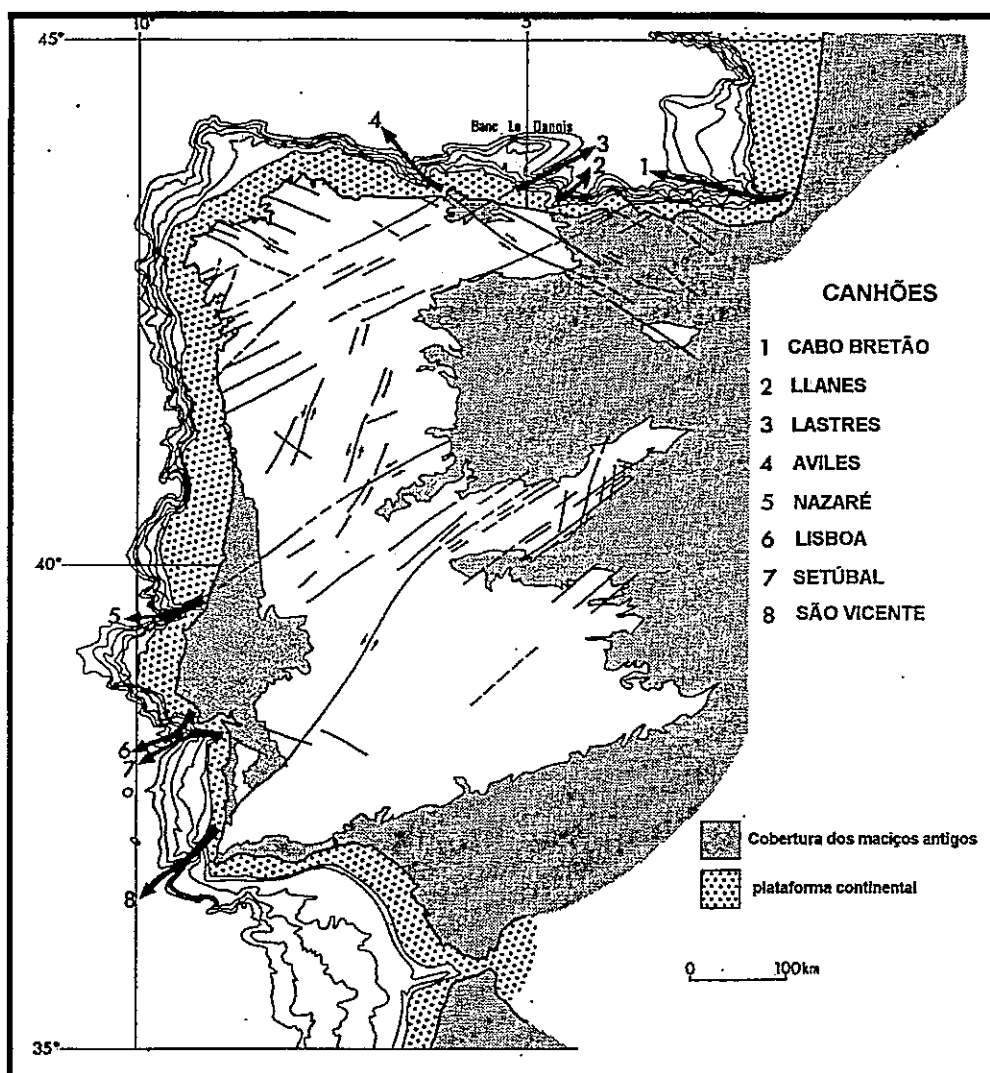 10°
5
45°
4
Banc Le Danois
3
2
1
CANHÕES
1 CABO BRETÃO
2 LLANES
3 LASTRES
4 AVILES
5 NAZARÉ
6 LISBOA
7 SETÚBAL
8 SÃO VICENTE
40°
5
6
7
8
Cobertura dos maciços antigos
plataforma continental
0 100km
35°